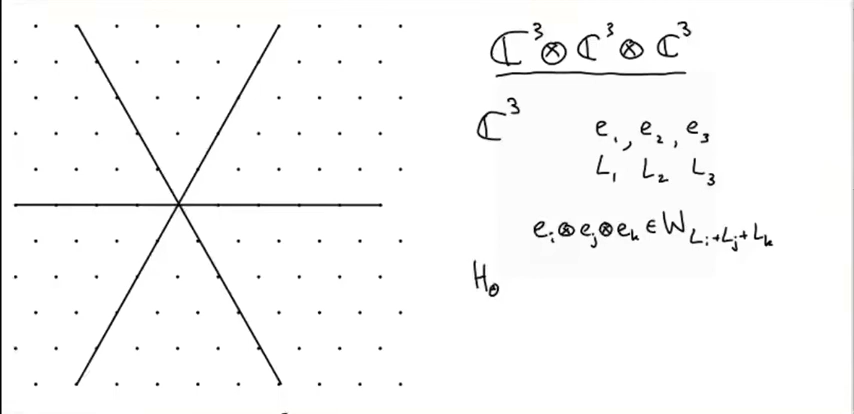 ℂ³⊗ℂ³⊗ℂ³
ℂ³ e₁, e₂, e₃
L₁ L₂ L₃
eᵢ⊗eⱼ⊗eₖ ∈ W_{Lᵢ+Lⱼ+Lₖ}
H₀